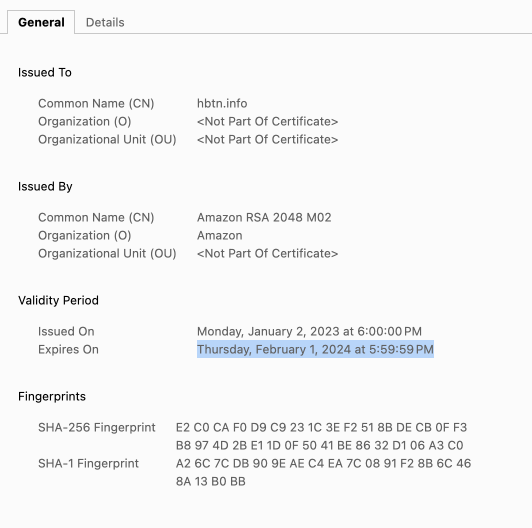 General Details
Issued To
Common Name (CN) hbtn.info
Organization (O) <Not Part Of Certificate>
Organizational Unit (OU) <Not Part Of Certificate>
Issued By
Common Name (CN) Amazon RSA 2048 M02
Organization (O) Amazon
Organizational Unit (OU) <Not Part Of Certificate>
Validity Period
Issued On Monday, January 2, 2023 at 6:00:00 PM
Expires On Thursday, February 1, 2024 at 5:59:59 PM
Fingerprints
SHA-256 Fingerprint E2 C0 CA F0 D9 C9 23 1C 3E F2 51 8B DE CB 0F F3
B8 97 4D 2B E1 1D 0F 50 41 BE 86 32 D1 06 A3 C0
SHA-1 Fingerprint A2 6C 7C DB 90 9E AE C4 EA 7C 08 91 F2 8B 6C 46
8A 13 B0 BB